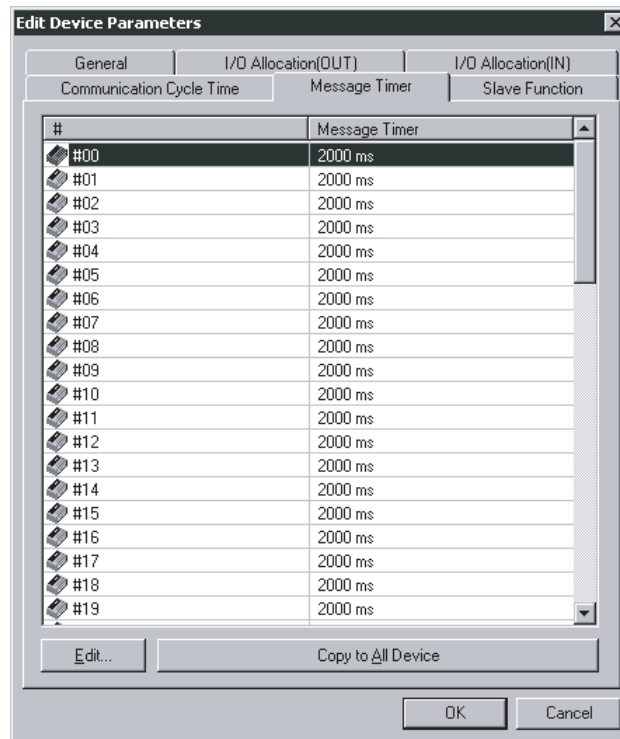 Edit Device Parameters
General I/O Allocation(OUT) I/O Allocation(IN)
Communication Cycle Time Message Timer Slave Function
# Message Timer
#00 2000 ms
#01 2000 ms
#02 2000 ms
#03 2000 ms
#04 2000 ms
#05 2000 ms
#06 2000 ms
#07 2000 ms
#08 2000 ms
#09 2000 ms
#10 2000 ms
#11 2000 ms
#12 2000 ms
#13 2000 ms
#14 2000 ms
#15 2000 ms
#16 2000 ms
#17 2000 ms
#18 2000 ms
#19 2000 ms
Edit... Copy to All Device
OK Cancel